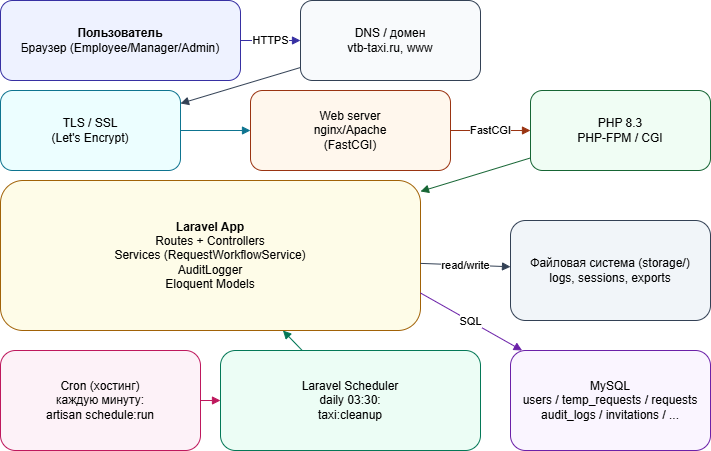 Пользователь
Браузер (Employee/Manager/Admin)
HTTPS
DNS / домен
vtb-taxi.ru, www
TLS / SSL
(Let's Encrypt)
Web server
nginx/Apache
(FastCGI)
FastCGI
PHP 8.3
PHP-FPM / CGI
Laravel App
Routes + Controllers
Services (RequestWorkflowService)
AuditLogger
Eloquent Models
read/write
Файловая система (storage/)
logs, sessions, exports
SQL
Cron (хостинг)
каждую минуту:
artisan schedule:run
Laravel Scheduler
daily 03:30:
taxi:cleanup
MySQL
users / temp_requests / requests
audit_logs / invitations / ...